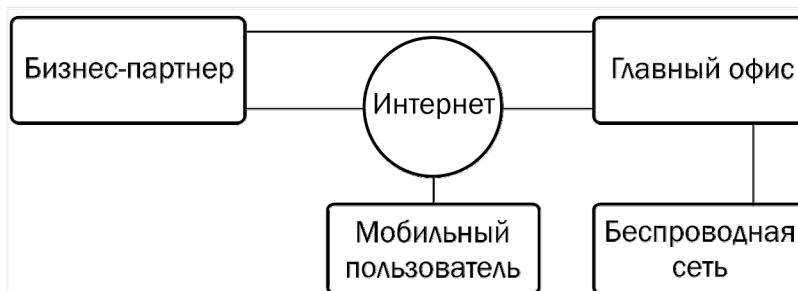 Бизнес-партнер
Главный офис
Интернет
Мобильный
пользователь
Беспроводная
сеть